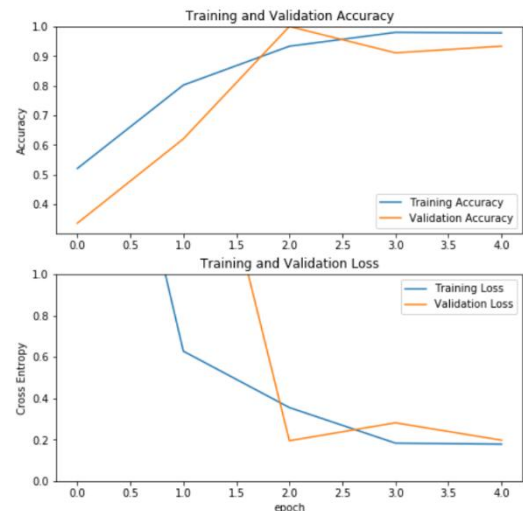 Training and Validation Accuracy
1.0
0.9
0.8
0.7
0.6
0.5
0.4
Accuracy
Training Accuracy
Validation Accuracy
0.0 0.5 1.0 1.5 2.0 2.5 3.0 3.5 4.0
Training and Validation Loss
1.0
0.8
0.6
0.4
0.2
0.0
Cross Entropy
Training Loss
Validation Loss
0.0 0.5 1.0 1.5 2.0 2.5 3.0 3.5 4.0
epoch